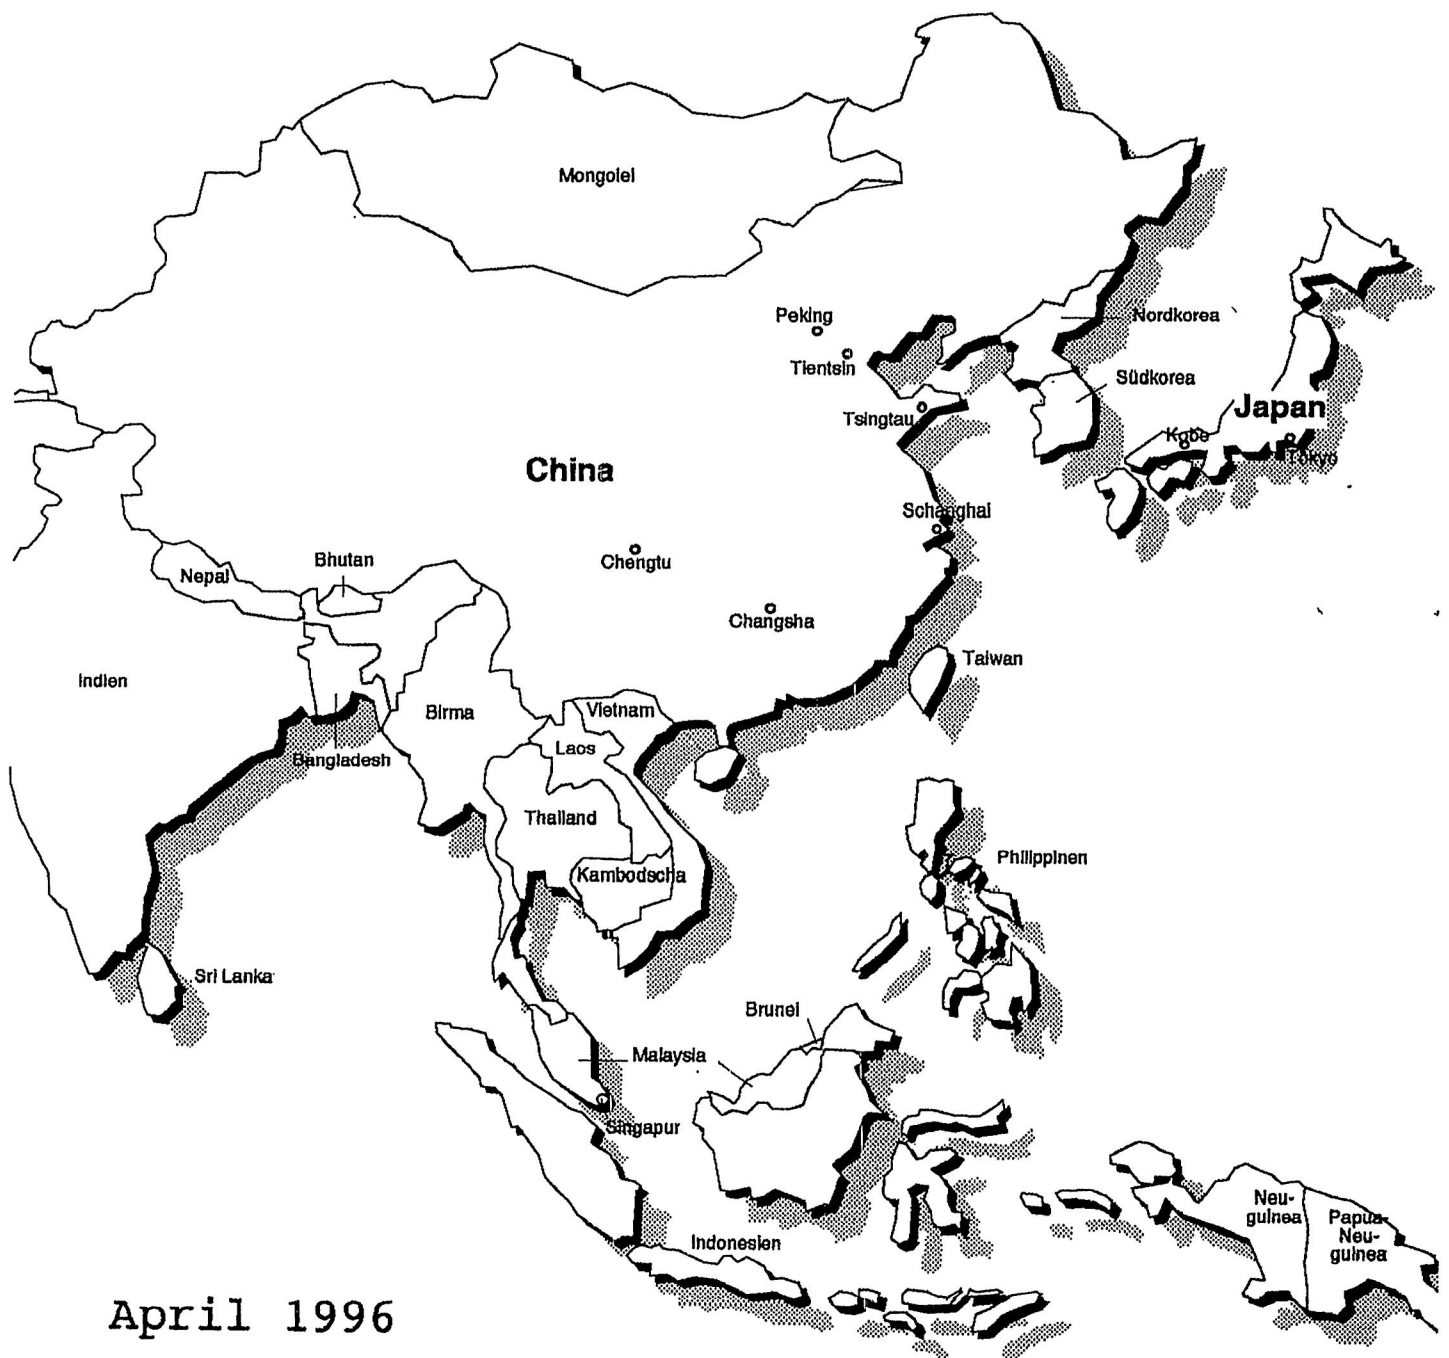 Mongolei
Peking
Tientsin
Nordkorea
Südkorea
Tsingtau
Japan
Kobe
Tokyo
China
Schanghai
Chengtu
Changsha
Nepal
Bhutan
Indien
Bangladesh
Birma
Vietnam
Laos
Taiwan
Thailand
Kambodscha
Philippinen
Sri Lanka
Brunei
Malaysia
Singapur
Indonesien
Neu-
guinea
Papua-
Neu-
guinea
April 1996